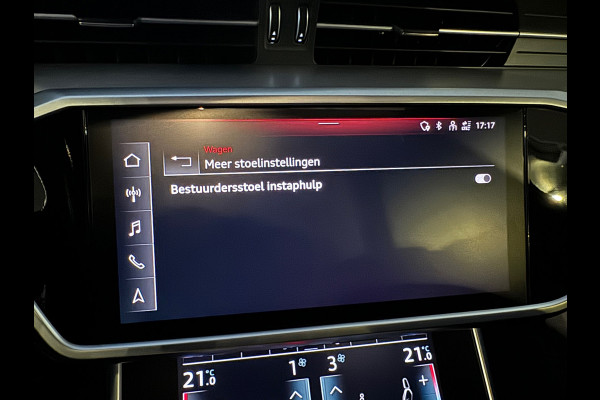 17:17
Wagen
Meer stoelinstellingen
Bestuurdersstoel instaphulp
21.0 °C 1 3 21.0 °C
+